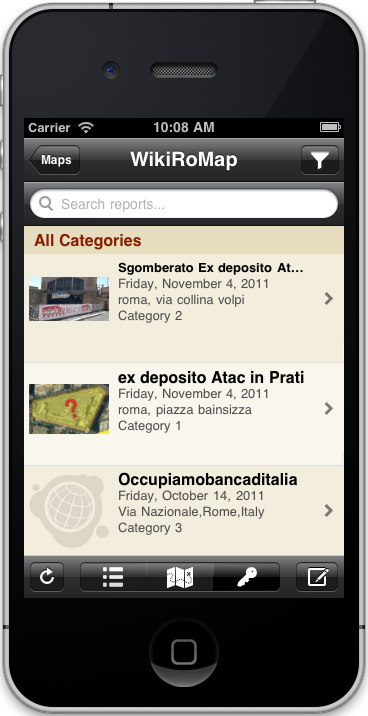 Carrier 10:08 AM
Maps WikiRoMap
Search reports...
All Categories
Sgomberato Ex deposito At...
Friday, November 4, 2011
roma, via collina volpi
Category 2
ex deposito Atac in Prati
Friday, November 4, 2011
roma, piazza bainsizza
Category 1
?
Occupiamobancaditalia
Friday, October 14, 2011
Via Nazionale,Rome,Italy
Category 3